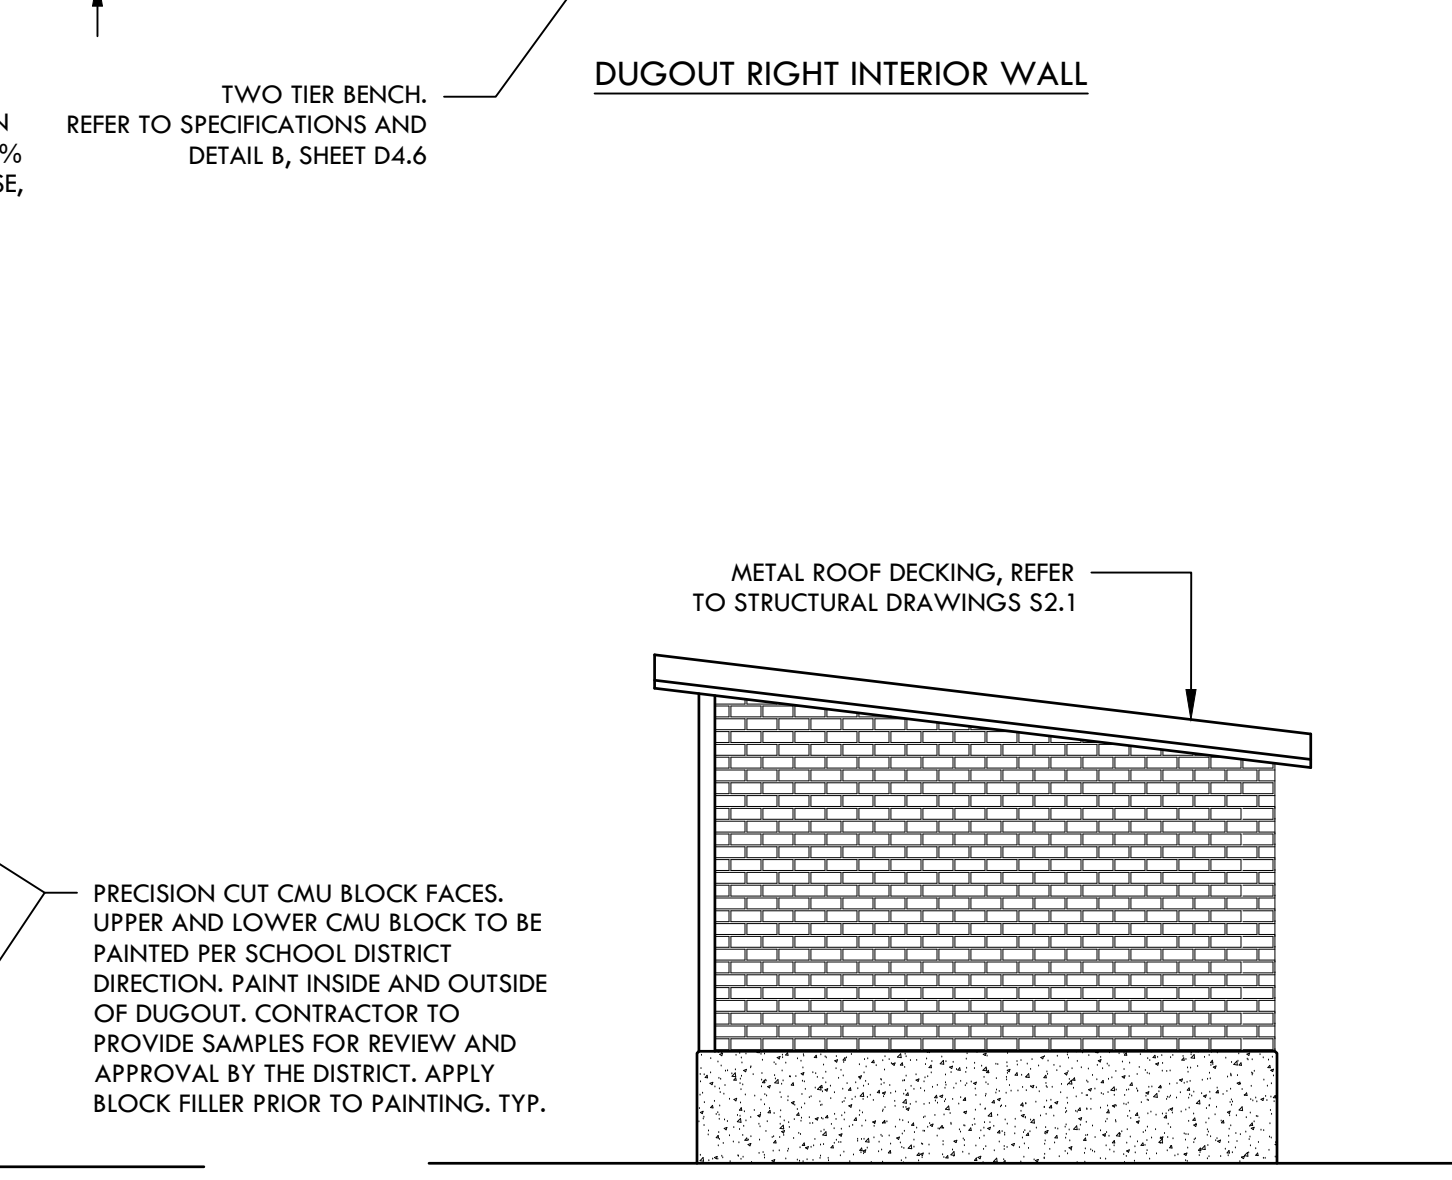 DUGOUT RIGHT INTERIOR WALL
TWO TIER BENCH.
REFER TO SPECIFICATIONS AND
DETAIL B, SHEET D4.6
%
METAL ROOF DECKING, REFER
TO STRUCTURAL DRAWINGS S2.1
PRECISION CUT CMU BLOCK FACES.
UPPER AND LOWER CMU BLOCK TO BE
PAINTED PER SCHOOL DISTRICT
DIRECTION. PAINT INSIDE AND OUTSIDE
OF DUGOUT. CONTRACTOR TO
PROVIDE SAMPLES FOR REVIEW AND
APPROVAL BY THE DISTRICT. APPLY
BLOCK FILLER PRIOR TO PAINTING. TYP.